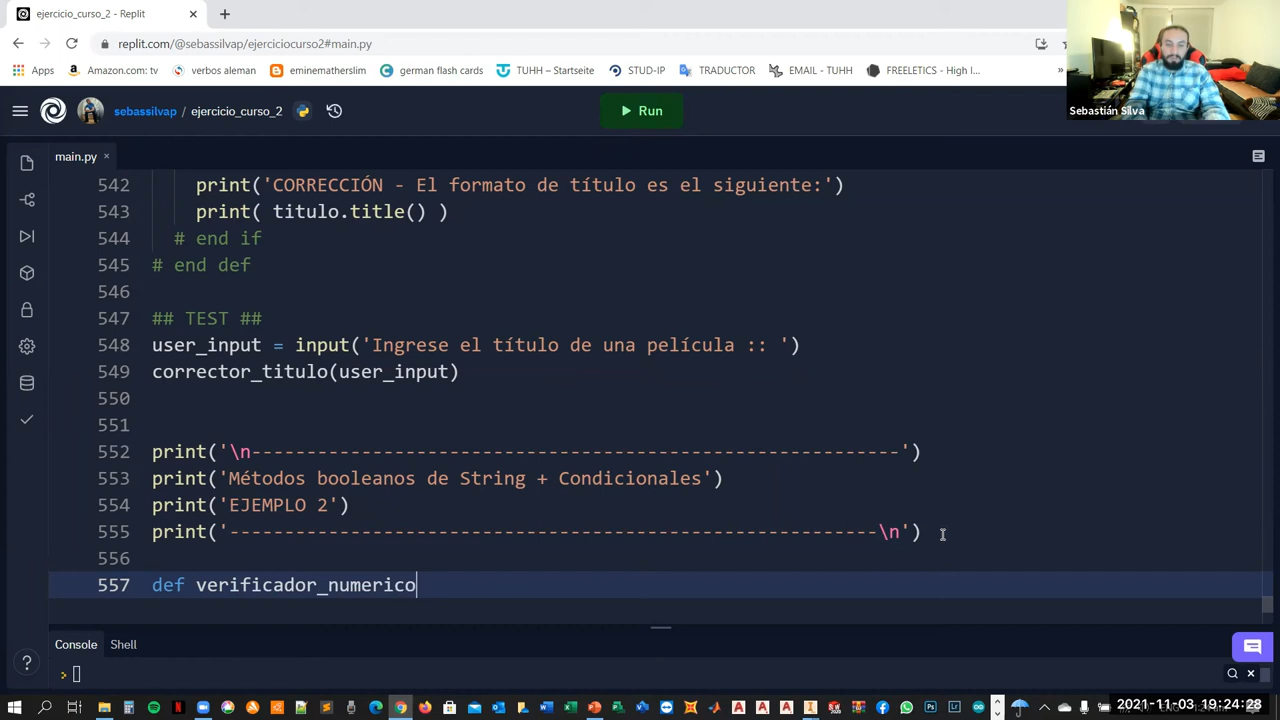 ejercicio_curso_2 - Replit
replit.com/@sebassilvap/ejerciciocurso2#main.py
Apps Amazon.com: tv verbos aleman eminematherslim german flash card TUHH – Startseite STUD-IP TRADUCTOR EMAIL - TUHH FREELETICS - High I... »
Sebastián Silva
sebassilvap / ejercicio_curso_2 Run
main.py
542 print('CORRECCIÓN - El formato de título es el siguiente:')
543 print( titulo.title() )
544 # end if
545 # end def
546
547 ## TEST ##
548 user_input = input('Ingrese el título de una película :: ')
549 corrector_titulo(user_input)
550
551
552 print('\n-----------------------------------------------------------')
553 print('Métodos booleanos de String + Condicionales')
554 print('EJEMPLO 2')
555 print('-----------------------------------------------------------\n')
556
557 def verificador_numerico
Console Shell
>
2021-11-03 19:24:28